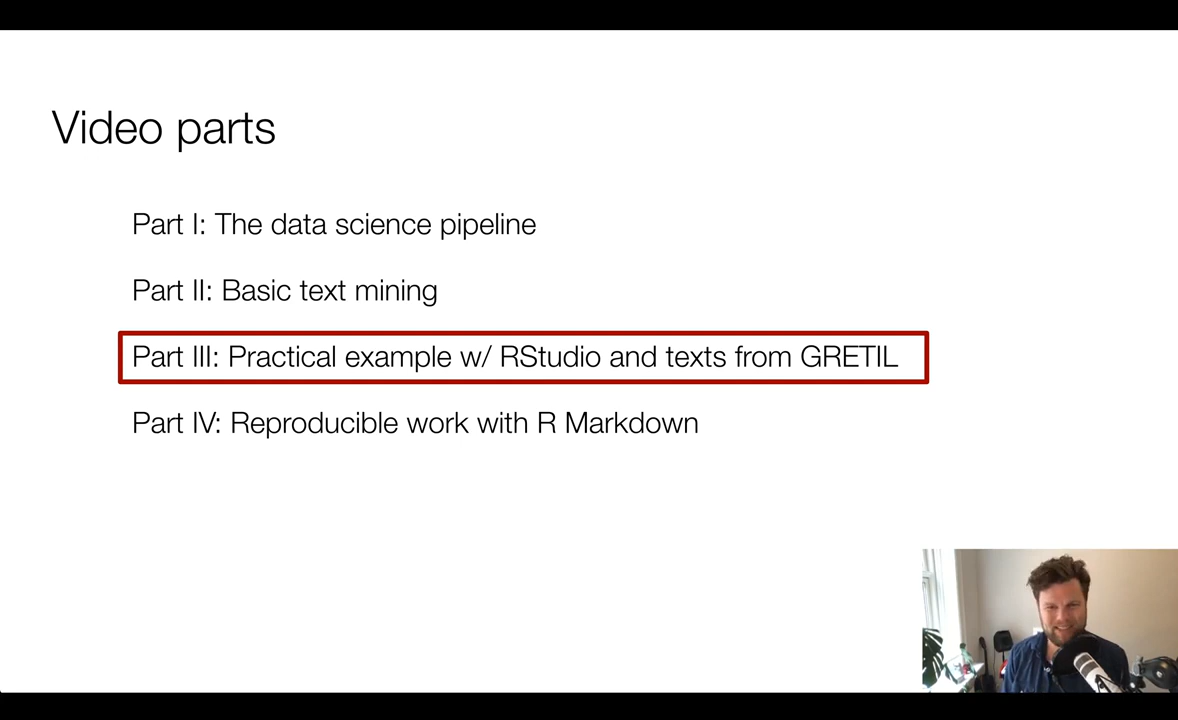 Video parts
Part I: The data science pipeline
Part II: Basic text mining
Part III: Practical example w/ RStudio and texts from GRETIL
Part IV: Reproducible work with R Markdown